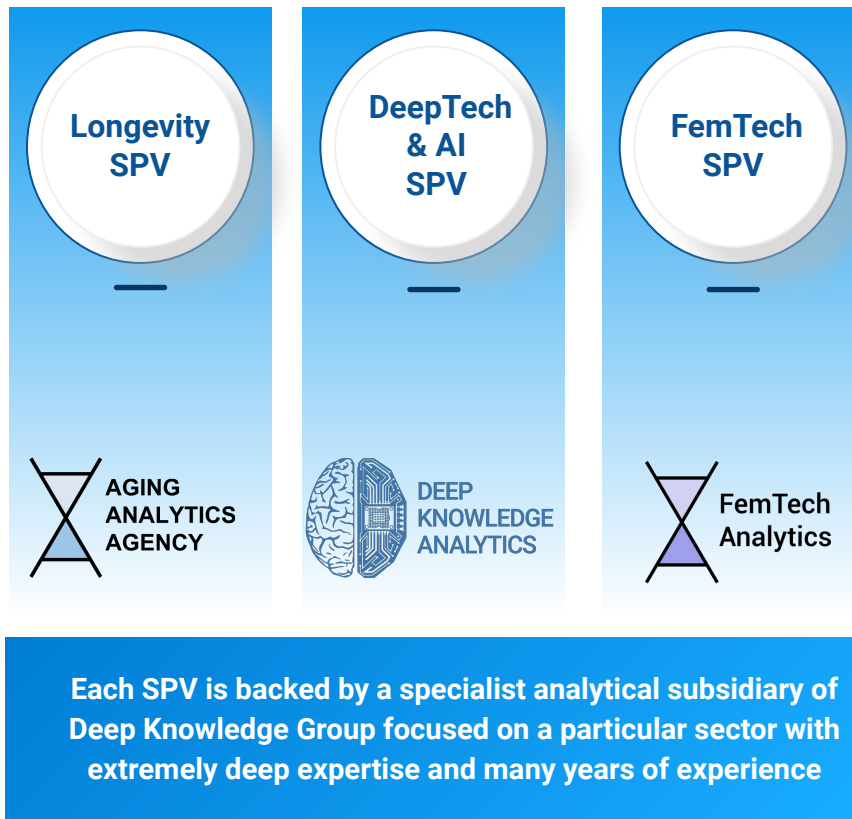 Longevity
SPV
DeepTech
& AI
SPV
FemTech
SPV
AGING
ANALYTICS
AGENCY
DEEP
KNOWLEDGE
ANALYTICS
FemTech
Analytics
Each SPV is backed by a specialist analytical subsidiary of
Deep Knowledge Group focused on a particular sector with
extremely deep expertise and many years of experience